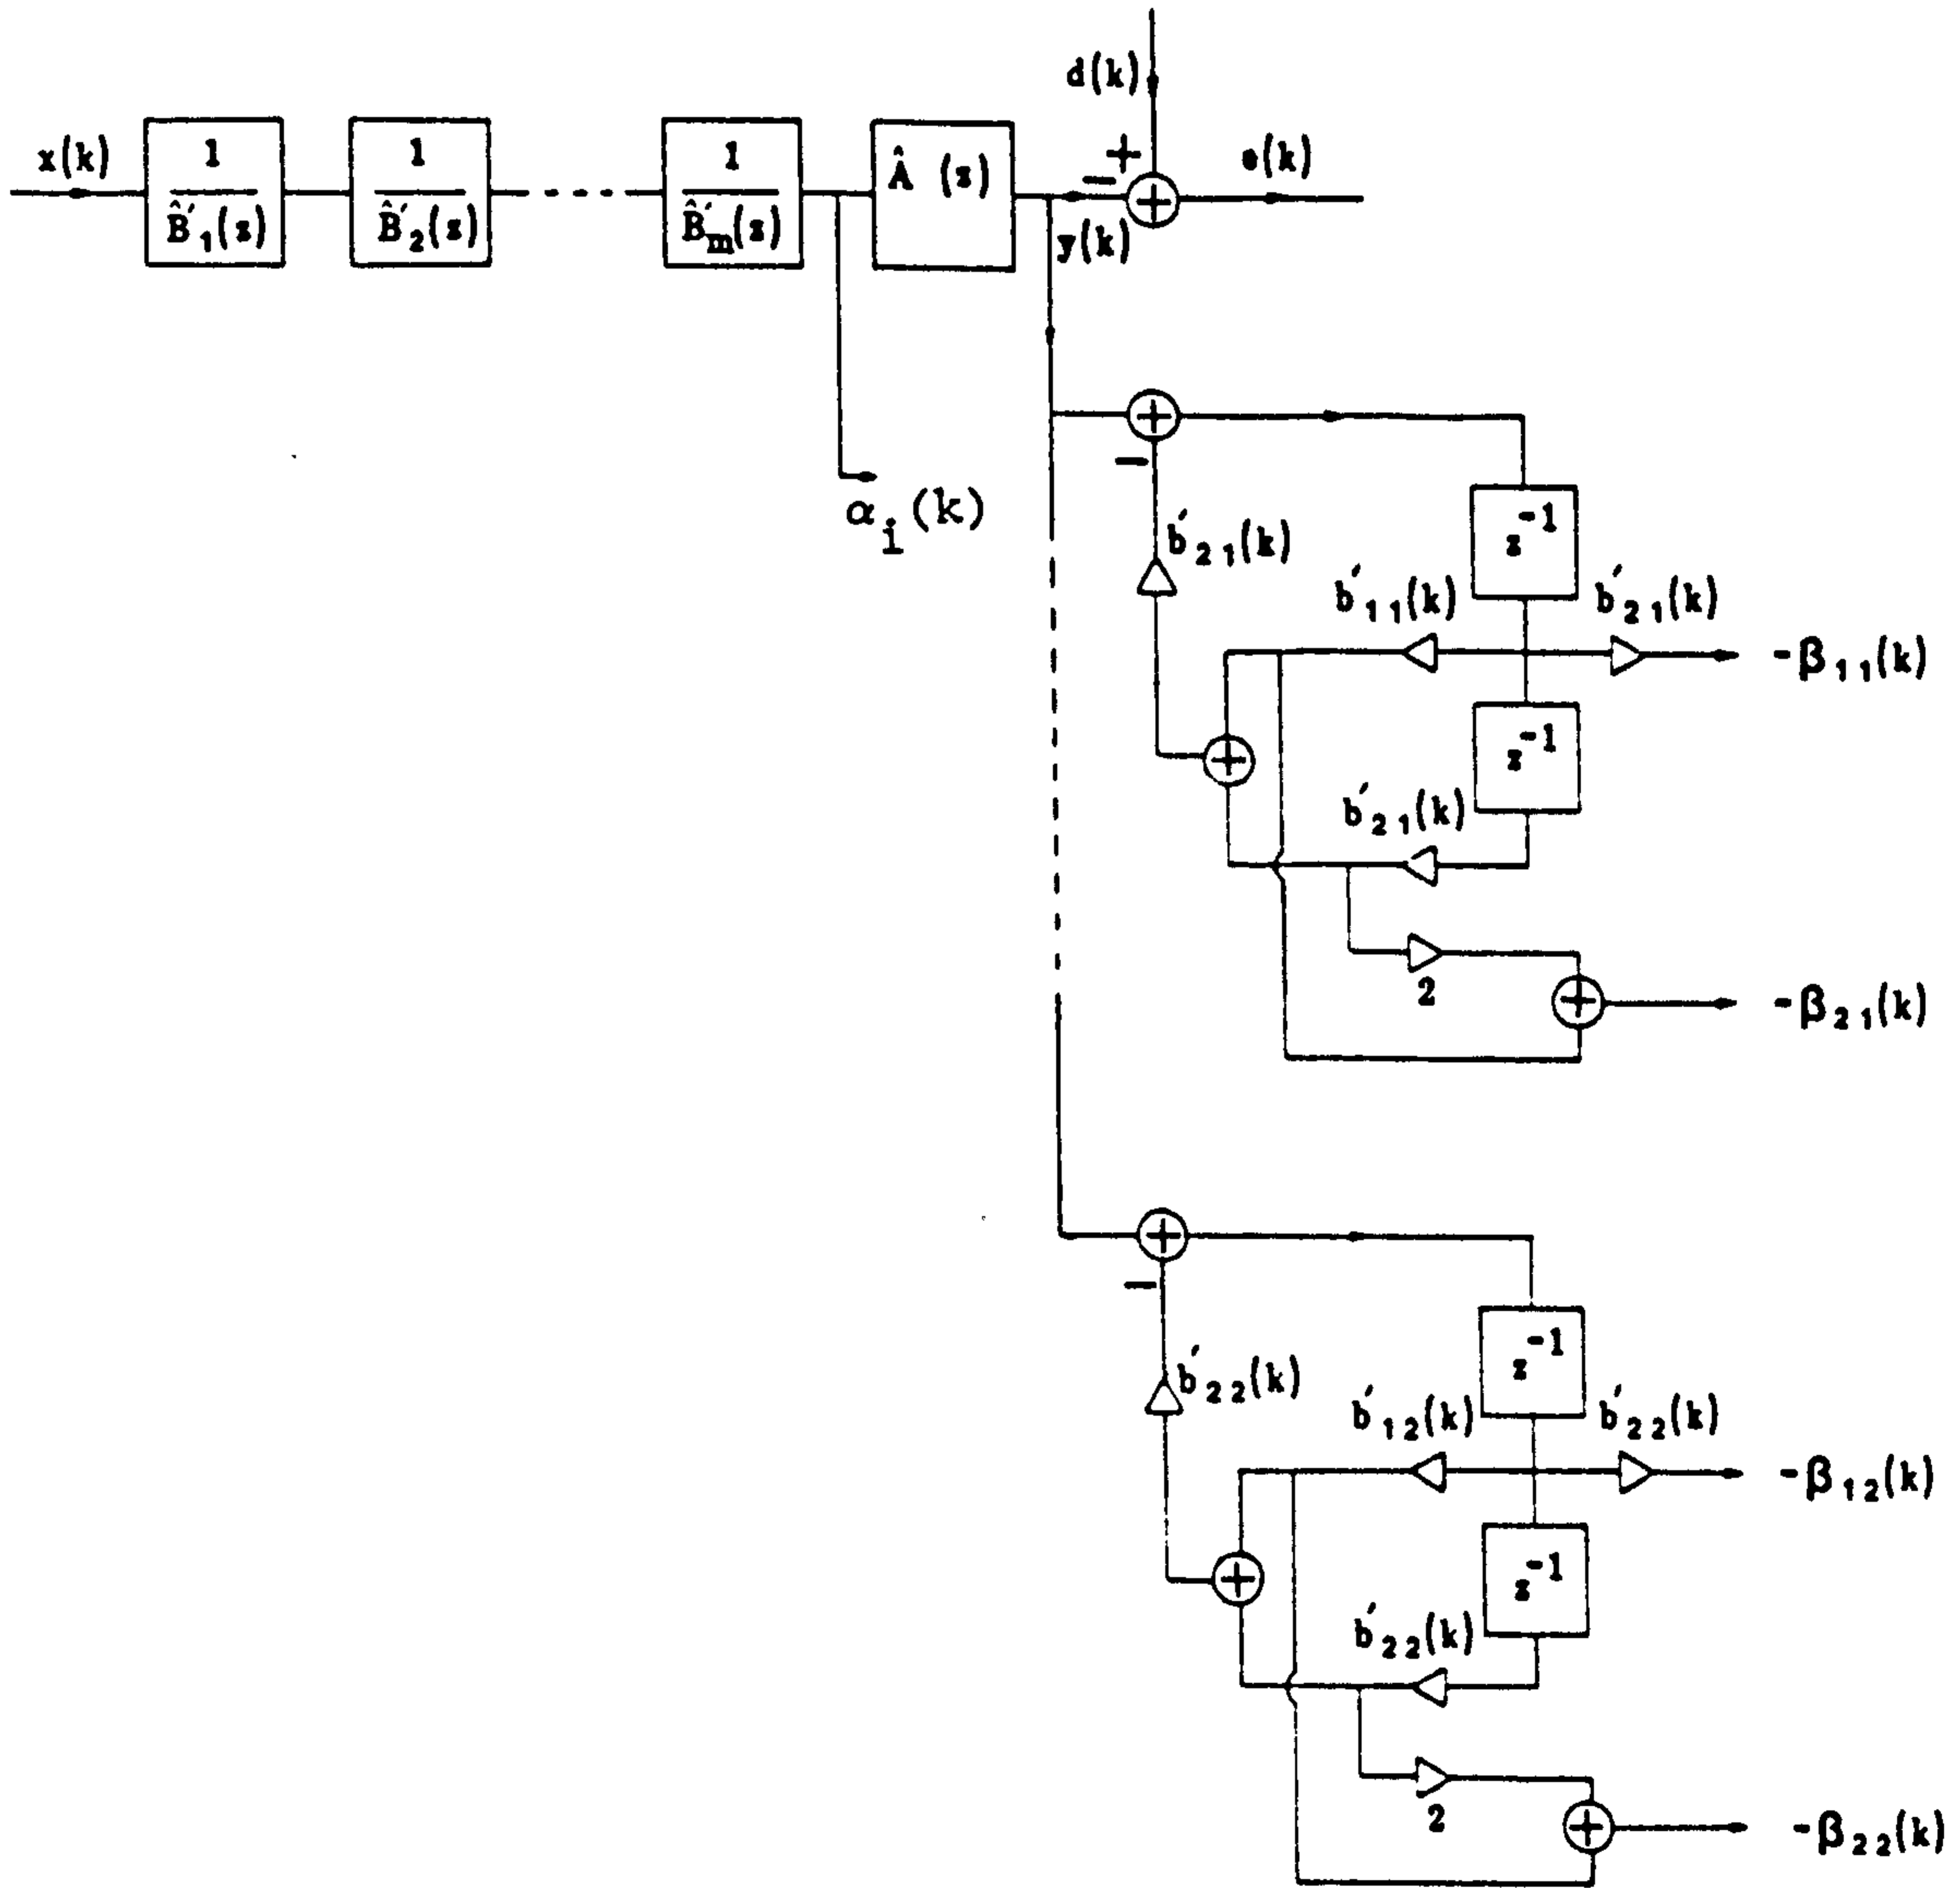 d(k)
x(k)
1
B̂′₁(z)
1
B̂′₂(z)
1
B̂′ₘ(z)
Â (z)
+
−
+
e(k)
y(k)
+
−
αᵢ(k)
b′₂₁(k)
z⁻¹
b′₁₁(k)
b′₂₁(k)
-β₁₁(k)
z⁻¹
+
b′₂₁(k)
2
+
-β₂₁(k)
+
−
b′₂₂(k)
z⁻¹
b′₁₂(k)
b′₂₂(k)
-β₁₂(k)
z⁻¹
+
b′₂₂(k)
2
+
-β₂₂(k)